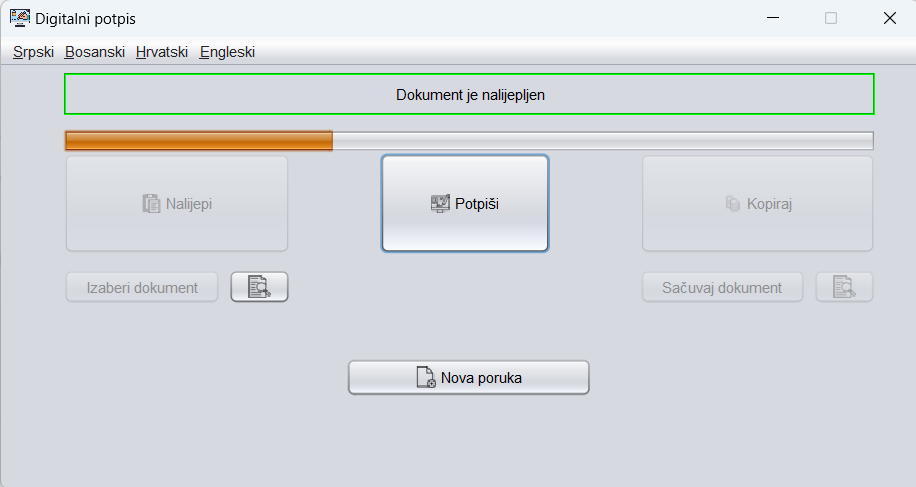 Digitalni potpis
Srpski Bosanski Hrvatski Engleski
Dokument je nalijepljen
Nalijepi Potpiši Kopiraj
Izaberi dokument Sačuvaj dokument
Nova poruka